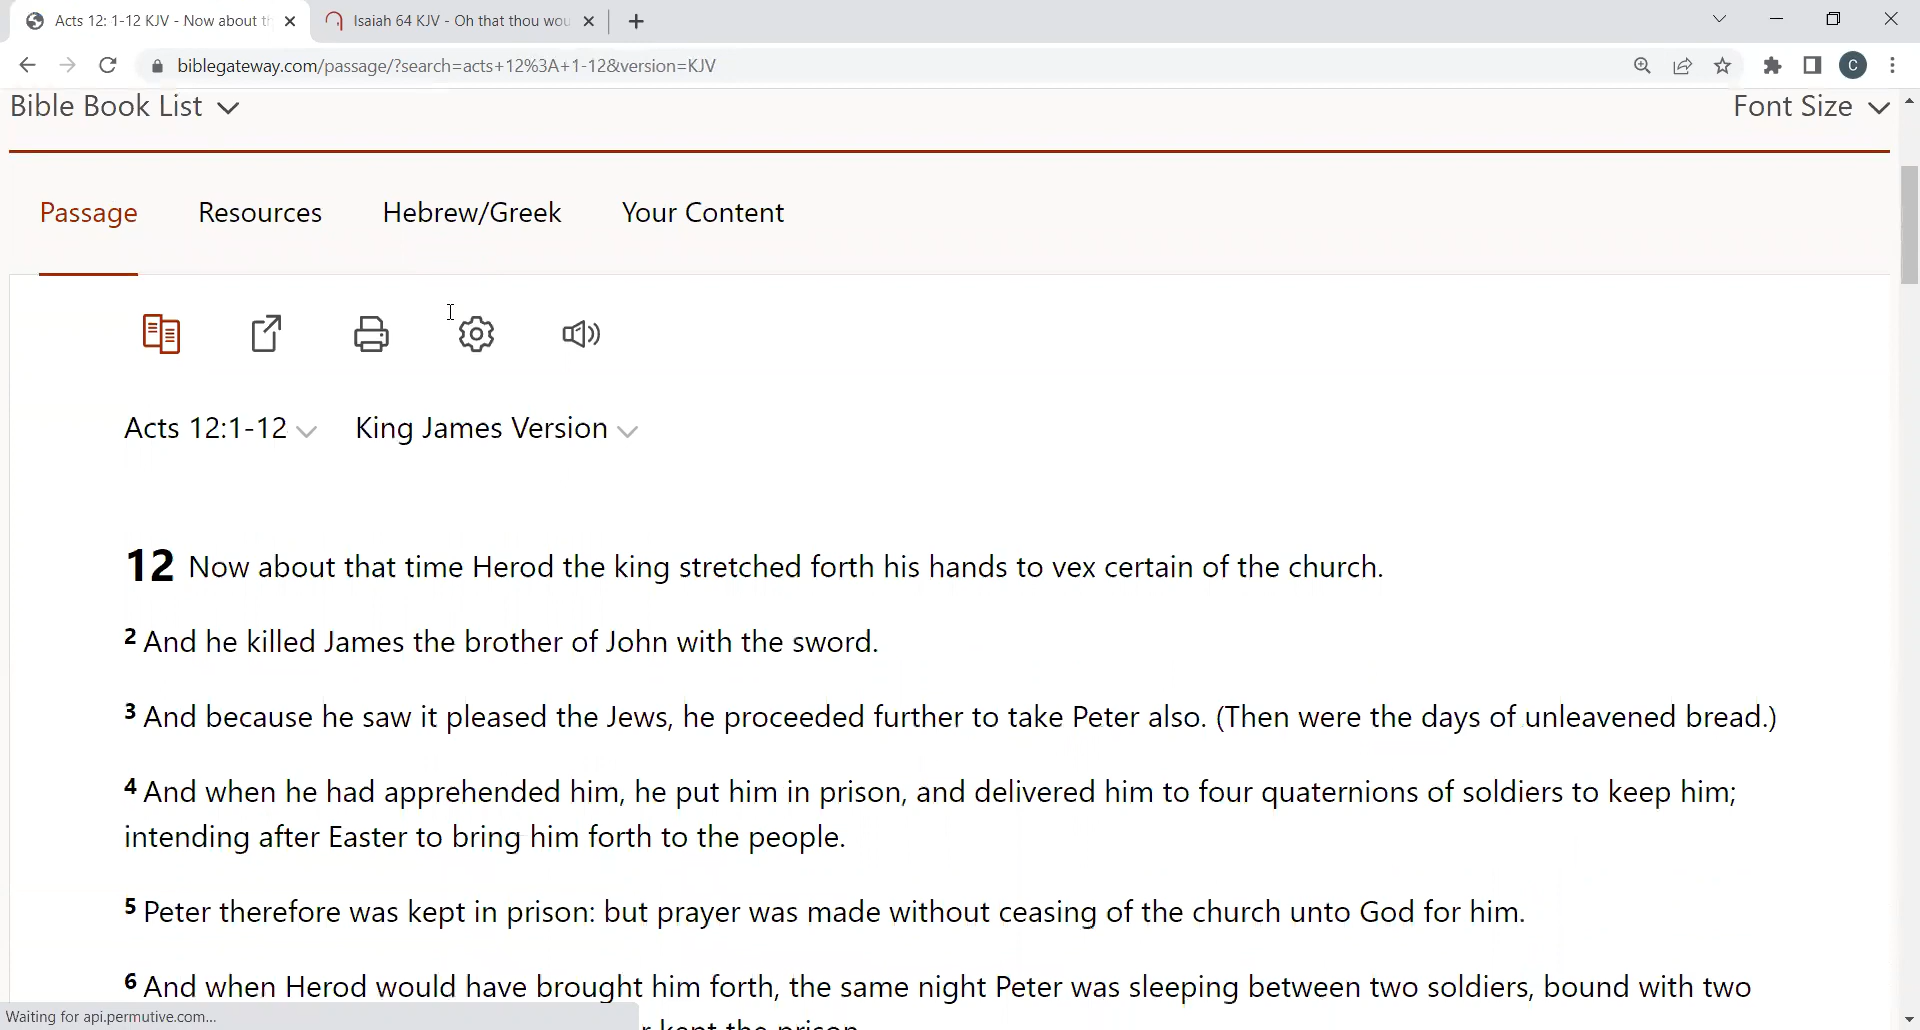 Acts 12: 1-12 KJV - Now about th
Isaiah 64 KJV - Oh that thou wou
biblegateway.com/passage/?search=acts+12%3A+1-12&version=KJV
C
Bible Book List
Font Size
Passage
Resources
Hebrew/Greek
Your Content
Acts 12:1-12
King James Version
12 Now about that time Herod the king stretched forth his hands to vex certain of the church.
2 And he killed James the brother of John with the sword.
3 And because he saw it pleased the Jews, he proceeded further to take Peter also. (Then were the days of unleavened bread.)
4 And when he had apprehended him, he put him in prison, and delivered him to four quaternions of soldiers to keep him;
intending after Easter to bring him forth to the people.
5 Peter therefore was kept in prison: but prayer was made without ceasing of the church unto God for him.
6 And when Herod would have brought him forth, the same night Peter was sleeping between two soldiers, bound with two
kept the prison.
Waiting for api.permutive.com...